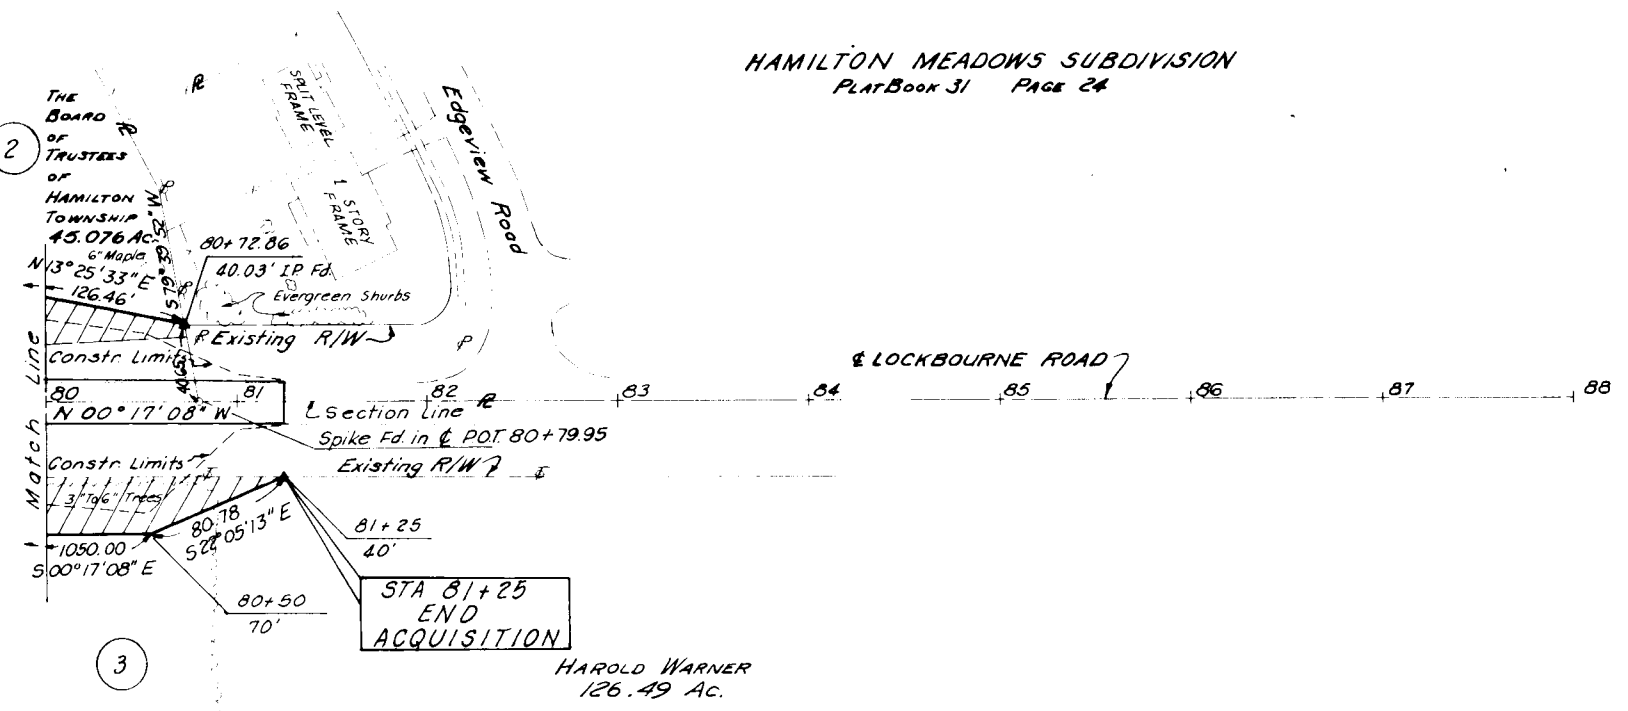 HAMILTON MEADOWS SUBDIVISION
PLAT BOOK 31 PAGE 24
THE
BOARD
OF
TRUSTEES
OF
HAMILTON
TOWNSHIP
45.076 Ac.
2
SPLIT LEVEL
FRAME
1 STORY
FRAME
Edgeview Road
6" Maple
N 13° 25' 33" E
126.46'
80+72.86
40.03' I.P. Fd.
Evergreen Shurbs
Existing R/W
Constr. Limits
40.65'
Match Line
℄ LOCKBOURNE ROAD
80 81 82 83 84 85 86 87 88
N 00° 17' 08" W
Section Line
Spike Fd. in ℄ POT. 80+79.95
Constr. Limits
Existing R/W
3" To 6" Trees
80.78
S 22° 05' 13" E
81+25
40'
1050.00
S 00° 17' 08" E
80+50
70'
STA 81+25
END
ACQUISITION
3
HAROLD WARNER
126.49 Ac.